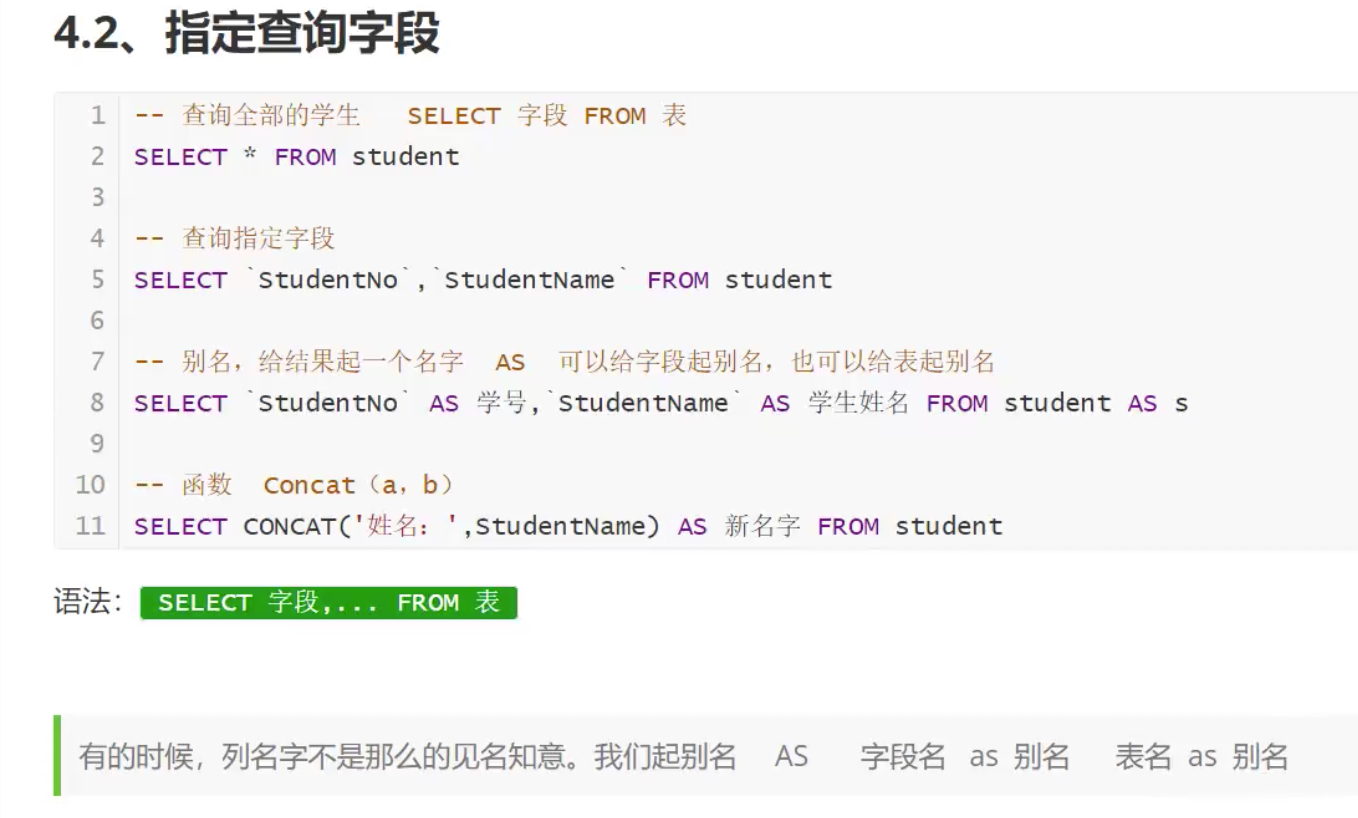 4.2、指定查询字段
1 -- 查询全部的学生 SELECT 字段 FROM 表
2 SELECT * FROM student
3
4 -- 查询指定字段
5 SELECT `StudentNo`,`StudentName` FROM student
6
7 -- 别名，给结果起一个名字 AS 可以给字段起别名，也可以给表起别名
8 SELECT `StudentNo` AS 学号,`StudentName` AS 学生姓名 FROM student AS s
9
10 -- 函数 Concat（a，b）
11 SELECT CONCAT('姓名：',StudentName) AS 新名字 FROM student
语法： SELECT 字段,... FROM 表
有的时候，列名字不是那么的见名知意。我们起别名 AS 字段名 as 别名 表名 as 别名